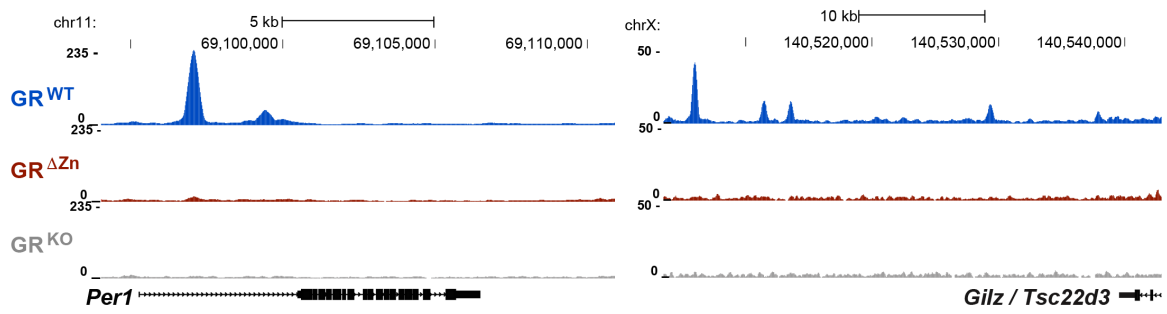 chr11:
5 kb
69,100,000
69,105,000
69,110,000
235 -
GR WT
0
235 -
GR ΔZn
0
235 -
GR KO
0
Per1
chrX:
10 kb
140,520,000
140,530,000
140,540,000
50 -
0
50 -
0
50 -
0
Gilz / Tsc22d3